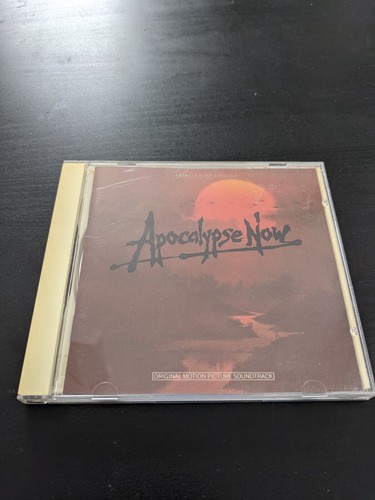 Apocalypse Now
ORIGINAL MOTION PICTURE SOUNDTRACK